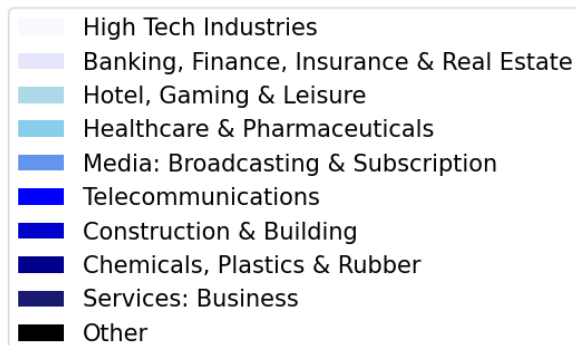 High Tech Industries
Banking, Finance, Insurance & Real Estate
Hotel, Gaming & Leisure
Healthcare & Pharmaceuticals
Media: Broadcasting & Subscription
Telecommunications
Construction & Building
Chemicals, Plastics & Rubber
Services: Business
Other